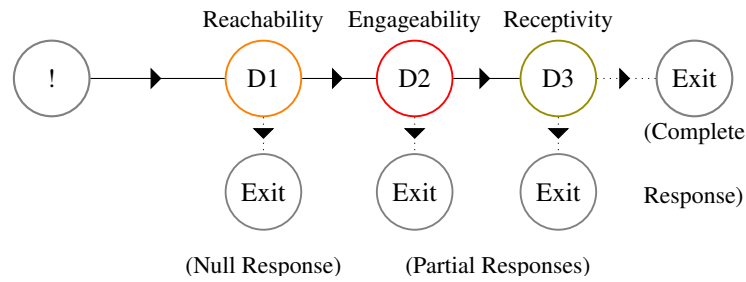 Reachability Engageability Receptivity
! D1 D2 D3 Exit
(Complete
Exit Exit Exit
Response)
(Null Response) (Partial Responses)